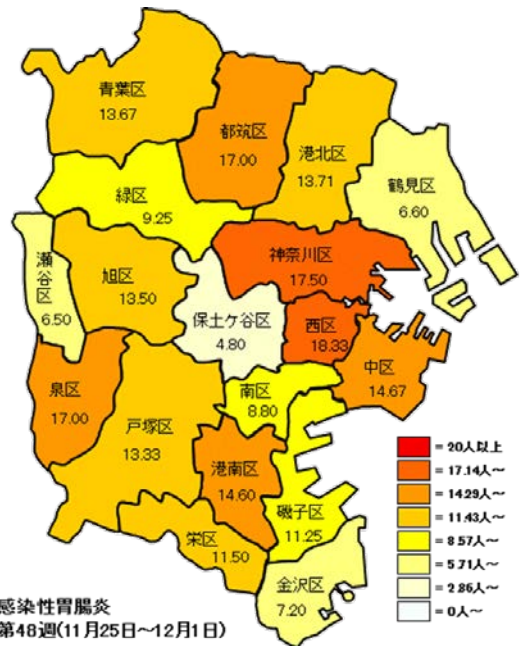 青葉区
13.67
都筑区
17.00
港北区
13.71
鶴見区
6.60
緑区
9.25
神奈川区
17.50
瀬谷区
6.50
旭区
13.50
保土ケ谷区
4.80
西区
18.33
中区
14.67
泉区
17.00
南区
8.80
戸塚区
13.33
港南区
14.60
磯子区
11.25
栄区
11.50
金沢区
7.20
= 20人以上
= 17.14人～
= 14.29人～
= 11.43人～
= 8.57人～
= 5.71人～
= 2.86人～
= 0人～
感染性胃腸炎
第48週(11月25日～12月1日)